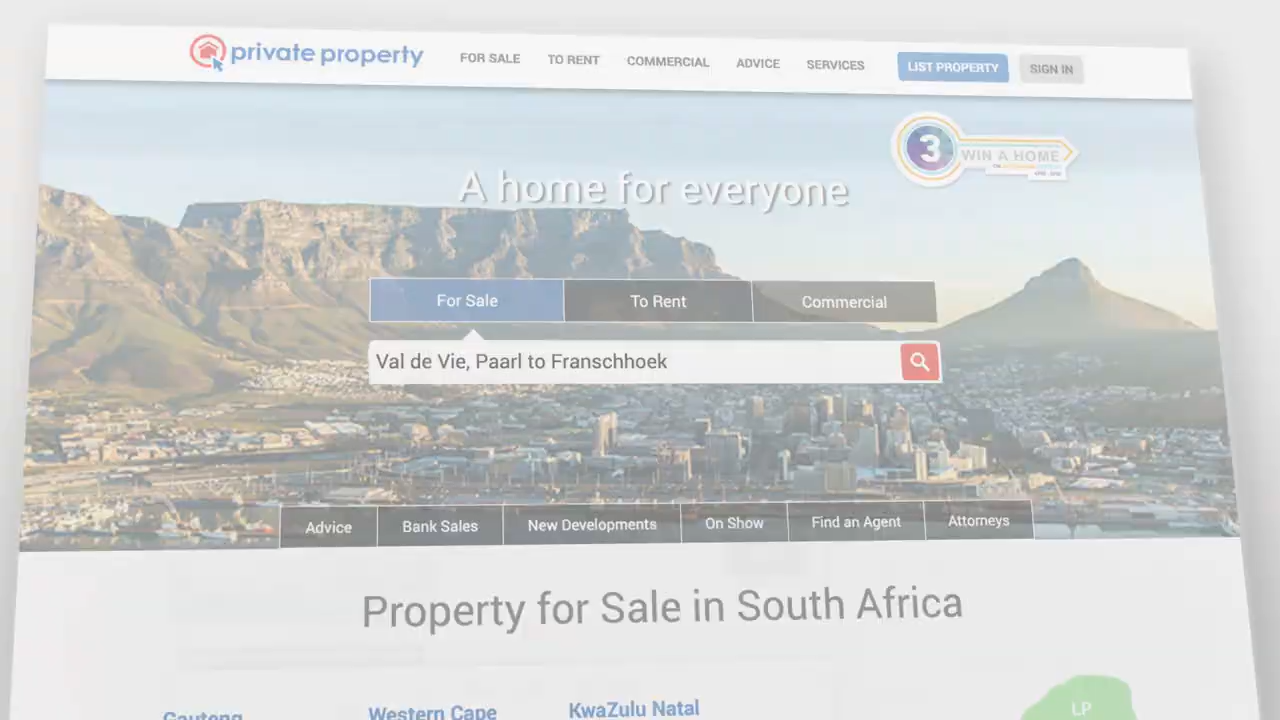 private property
FOR SALE
TO RENT
COMMERCIAL
ADVICE
SERVICES
LIST PROPERTY
SIGN IN
3
WIN A HOME
A home for everyone
For Sale
To Rent
Commercial
Val de Vie, Paarl to Franschhoek
Advice
Bank Sales
New Developments
On Show
Find an Agent
Attorneys
Property for Sale in South Africa
Gauteng
Western Cape
KwaZulu Natal
LP